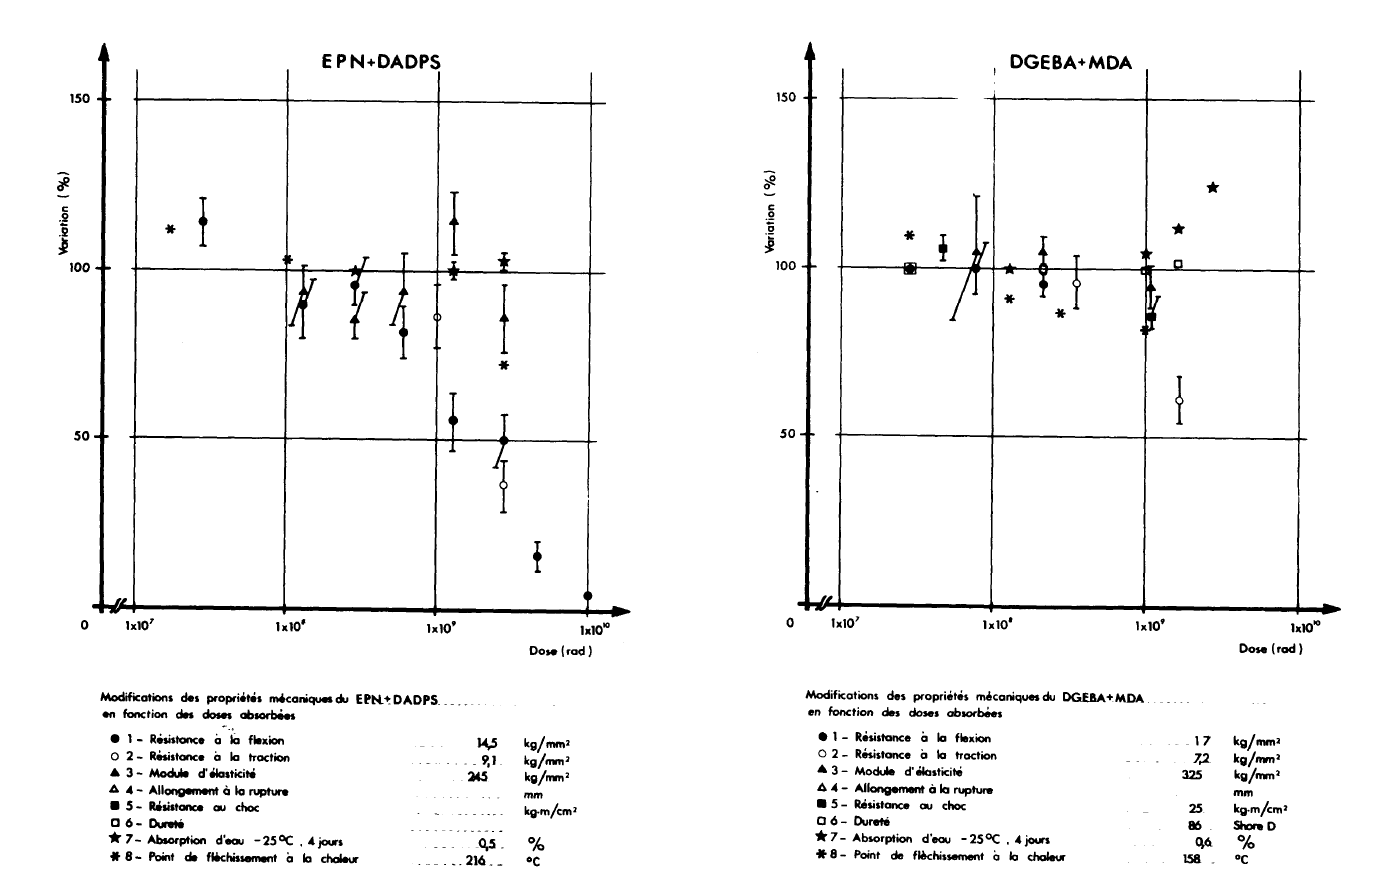 EPN+DADPS
150
100
50
0
Variation (%)
1x10⁷
1x10⁸
1x10⁹
1x10¹⁰
Dose (rad)
Modifications des propriétés mécaniques du EPN+DADPS
en fonction des doses absorbées
● 1 - Résistance à la flexion 14,5 kg/mm²
○ 2 - Résistance à la traction 9,1 kg/mm²
▲ 3 - Module d'élasticité 245 kg/mm²
△ 4 - Allongement à la rupture mm
■ 5 - Résistance au choc kg-m/cm²
□ 6 - Dureté
★ 7 - Absorption d'eau - 25°C, 4 jours 0,5 %
* 8 - Point de flèchissement à la chaleur 216 °C
DGEBA+MDA
150
100
50
0
Variation (%)
1x10⁷
1x10⁸
1x10⁹
1x10¹⁰
Dose (rad)
Modifications des propriétés mécaniques du DGEBA+MDA
en fonction des doses absorbées
● 1 - Résistance à la flexion 17 kg/mm²
○ 2 - Résistance à la traction 7,2 kg/mm²
▲ 3 - Module d'élasticité 325 kg/mm²
△ 4 - Allongement à la rupture mm
■ 5 - Résistance au choc 25 kg-m/cm²
□ 6 - Dureté 86 Shore D
★ 7 - Absorption d'eau - 25°C, 4 jours 0,6 %
* 8 - Point de flèchissement à la chaleur 158 °C